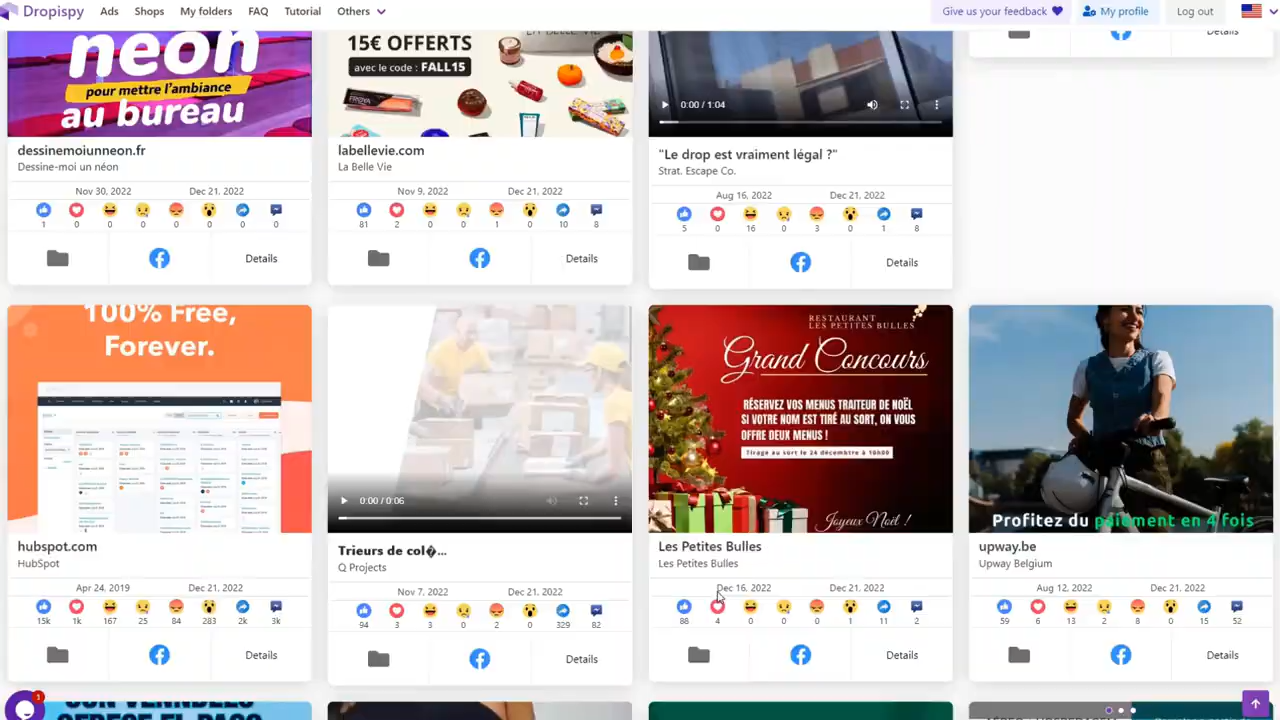 Dropispy
Ads
Shops
My folders
FAQ
Tutorial
Others
Give us your feedback
My profile
Log out
neon
pour mettre l'ambiance
au bureau
dessinemoiunneon.fr
Dessine-moi un néon
Nov 30, 2022
Dec 21, 2022
1 0 0 0 0 0 0 0
Details
15€ OFFERTS
avec le code : FALL15
labellevie.com
La Belle Vie
Nov 9, 2022
Dec 21, 2022
81 2 0 0 1 0 10 8
Details
0:00 / 1:04
"Le drop est vraiment légal ?"
Strat. Escape Co.
Aug 16, 2022
Dec 21, 2022
5 0 16 0 3 0 1 8
Details
Details
100% Free,
Forever.
hubspot.com
HubSpot
Apr 24, 2019
Dec 21, 2022
15k 1k 167 25 84 283 2k 3k
Details
0:00 / 0:06
Trieurs de col�...
Q Projects
Nov 7, 2022
Dec 21, 2022
94 3 3 0 2 0 329 82
Details
RESTAURANT
LES PETITES BULLES
Grand Concours
RÉSERVEZ VOS MENUS TRAITEUR DE NOËL
SI VOTRE NOM EST TIRÉ AU SORT, ON VOUS
OFFRE DEUX MENUS !
Tirage au sort le 24 décembre à 10h00
Joyeux Noël !
Les Petites Bulles
Les Petites Bulles
Dec 16, 2022
Dec 21, 2022
88 4 0 0 0 1 11 2
Details
Profitez du paiement en 4 fois
upway.be
Upway Belgium
Aug 12, 2022
Dec 21, 2022
59 6 13 2 8 0 15 52
Details
1